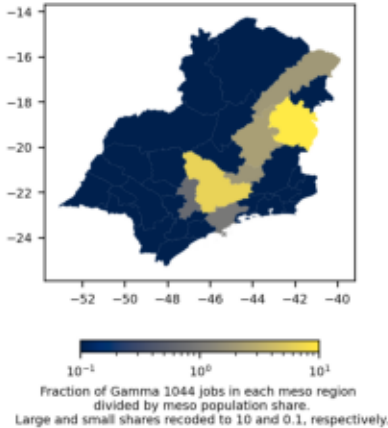 −14
−16
−18
−20
−22
−24
−52 −50 −48 −46 −44 −42 −40
10⁻¹ 10⁰ 10¹
Fraction of Gamma 1044 jobs in each meso region
divided by meso population share.
Large and small shares recoded to 10 and 0.1, respectively.